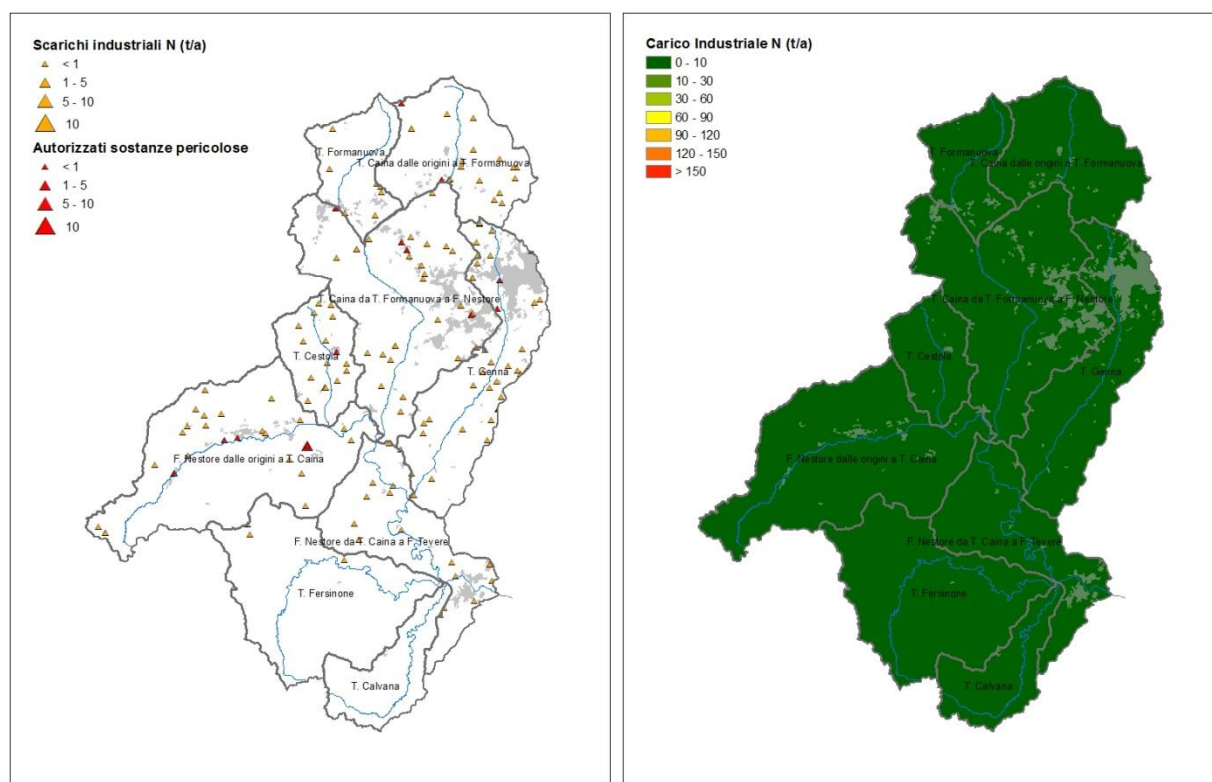 Scarichi industriali N (t/a)
< 1
1 - 5
5 - 10
10
Autorizzati sostanze pericolose
< 1
1 - 5
5 - 10
10
T. Formanuova
T. Caina dalle origini a T. Formanuova
T. Caina da T. Formanuova a F. Nestore
T. Cestola
T. Genna
F. Nestore dalle origini a T. Caina
F. Nestore da T. Caina a F. Tevere
T. Fersinone
T. Calvana
Carico Industriale N (t/a)
0 - 10
10 - 30
30 - 60
60 - 90
90 - 120
120 - 150
> 150
T. Formanuova
T. Caina dalle origini a T. Formanuova
T. Caina da T. Formanuova a F. Nestore
T. Cestola
T. Genna
F. Nestore dalle origini a T. Caina
F. Nestore da T. Caina a F. Tevere
T. Fersinone
T. Calvana